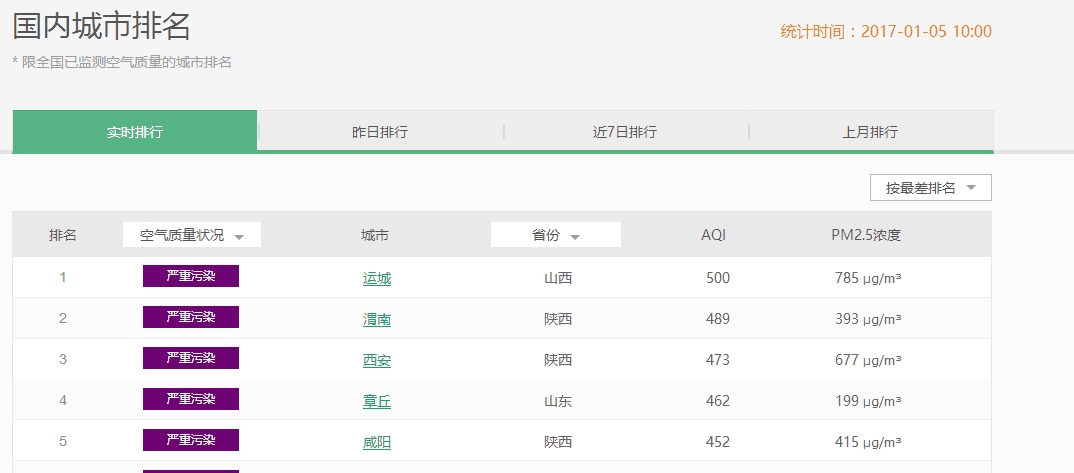 国内城市排名
统计时间：2017-01-05 10:00
* 限全国已监测空气质量的城市排名
实时排行 昨日排行 近7日排行 上月排行
按最差排名
排名 空气质量状况 城市 省份 AQI PM2.5浓度
1 严重污染 运城 山西 500 785 μg/m³
2 严重污染 渭南 陕西 489 393 μg/m³
3 严重污染 西安 陕西 473 677 μg/m³
4 严重污染 章丘 山东 462 199 μg/m³
5 严重污染 咸阳 陕西 452 415 μg/m³